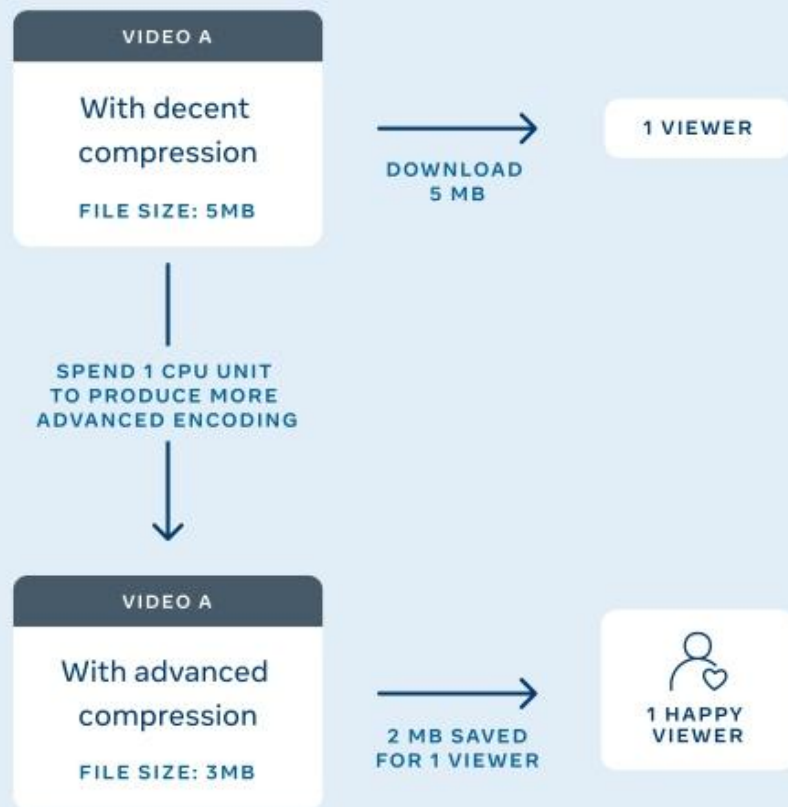 VIDEO A
With decent
compression
FILE SIZE: 5MB
DOWNLOAD
5 MB
1 VIEWER
SPEND 1 CPU UNIT
TO PRODUCE MORE
ADVANCED ENCODING
VIDEO A
With advanced
compression
FILE SIZE: 3MB
2 MB SAVED
FOR 1 VIEWER
1 HAPPY
VIEWER